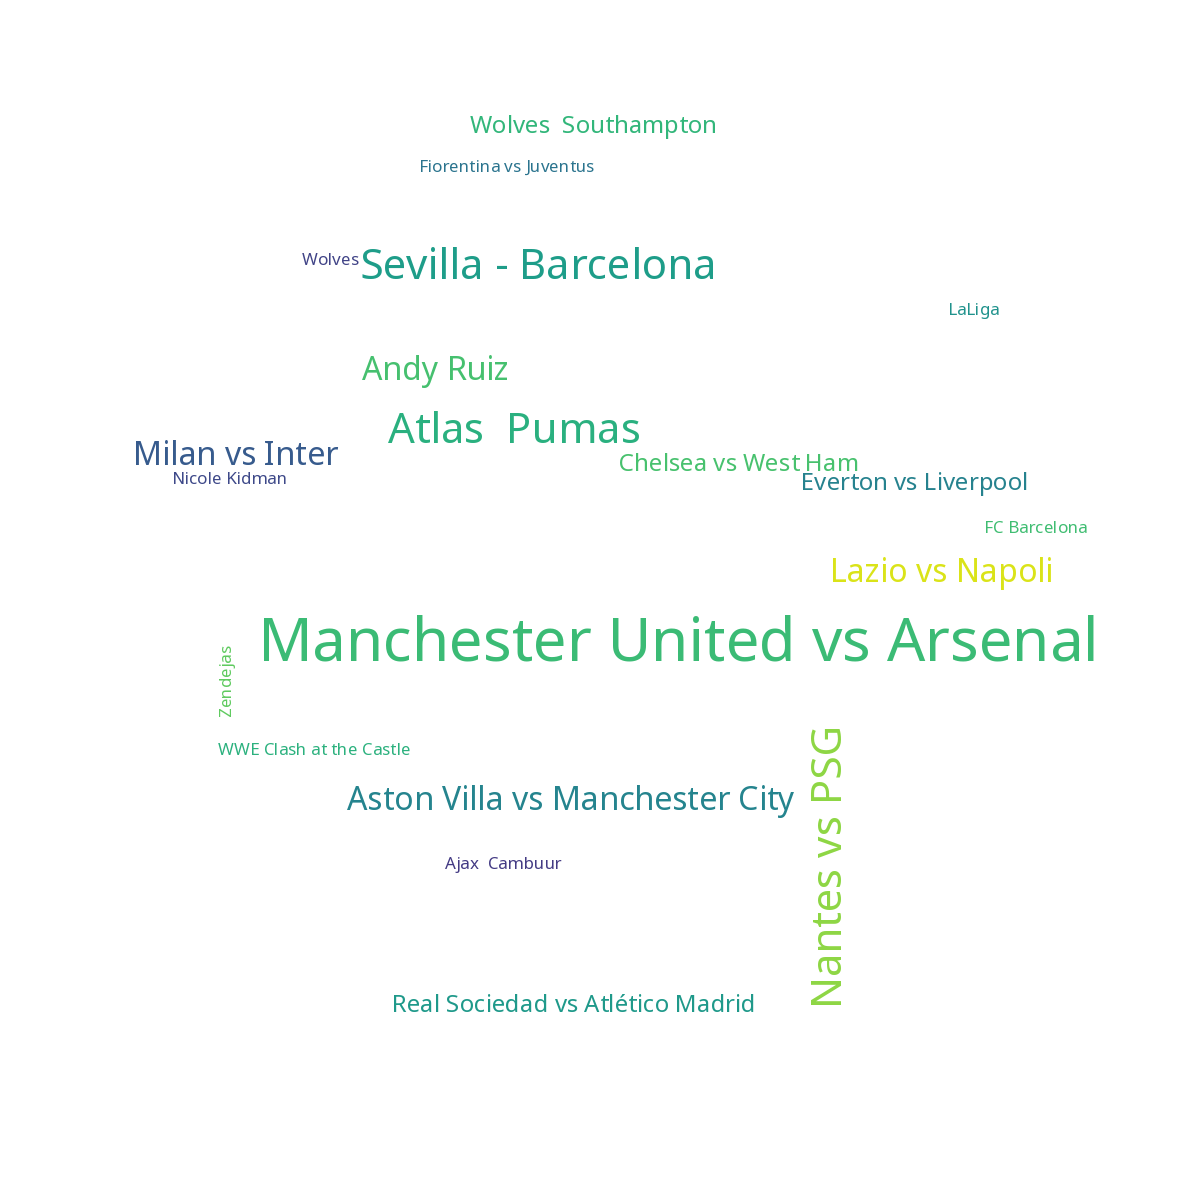 Wolves  Southampton
Fiorentina vs Juventus
Wolves
Sevilla - Barcelona
LaLiga
Andy Ruiz
Atlas  Pumas
Milan vs Inter
Chelsea vs West Ham
Nicole Kidman
Everton vs Liverpool
FC Barcelona
Lazio vs Napoli
Manchester United vs Arsenal
Zendejas
WWE Clash at the Castle
Aston Villa vs Manchester City
Nantes vs PSG
Ajax  Cambuur
Real Sociedad vs Atlético Madrid